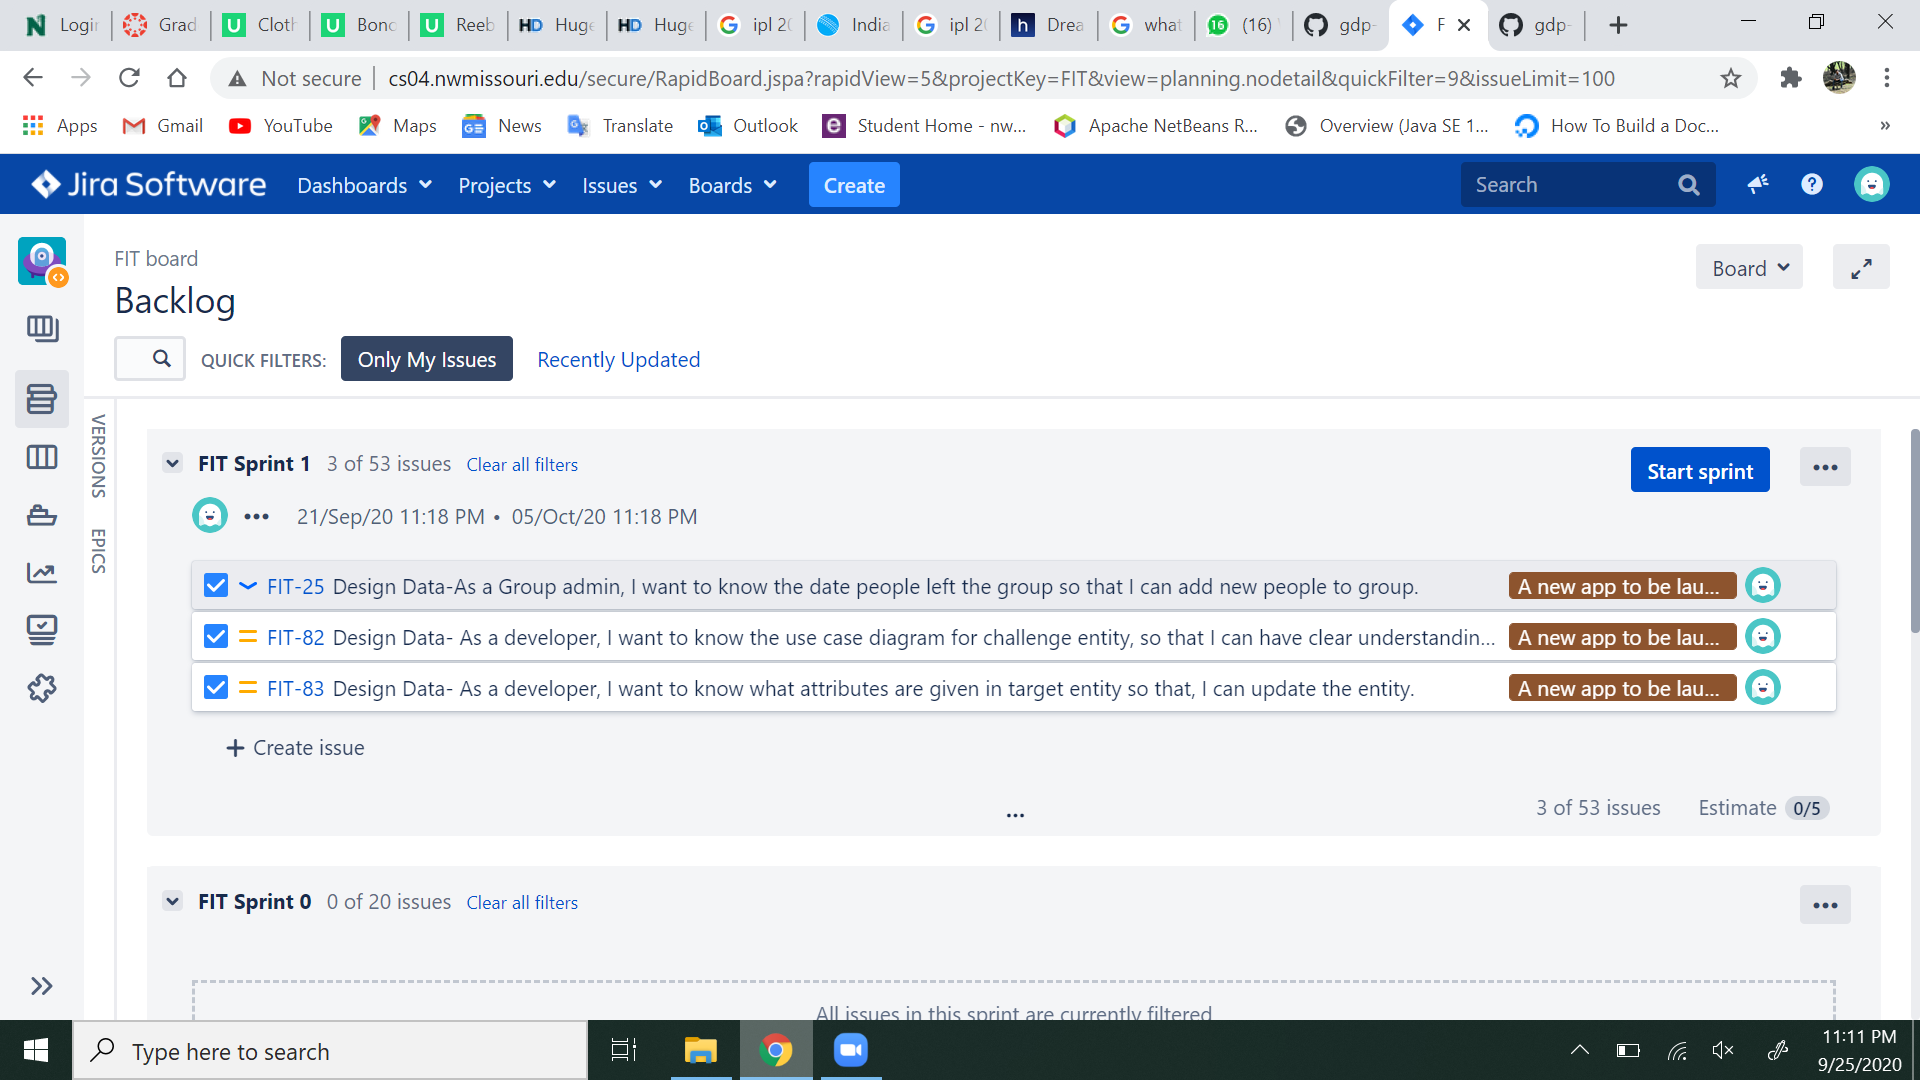 Logi
Grad
Cloth
Bonc
Reeb
HD Huge
HD Huge
ipl 20
India
ipl 20
h Drea
what
16 (16)
gdp-
F
gdp-
Not secure | cs04.nwmissouri.edu/secure/RapidBoard.jspa?rapidView=5&projectKey=FIT&view=planning.nodetail&quickFilter=9&issueLimit=100
Apps Gmail YouTube Maps News Translate Outlook Student Home - nw... Apache NetBeans R... Overview (Java SE 1... How To Build a Doc... »
Jira Software Dashboards Projects Issues Boards Create Search
FIT board
Board
Backlog
QUICK FILTERS: Only My Issues Recently Updated
VERSIONS
EPICS
FIT Sprint 1 3 of 53 issues Clear all filters Start sprint •••
••• 21/Sep/20 11:18 PM • 05/Oct/20 11:18 PM
FIT-25 Design Data-As a Group admin, I want to know the date people left the group so that I can add new people to group. A new app to be lau...
FIT-82 Design Data- As a developer, I want to know the use case diagram for challenge entity, so that I can have clear understandin... A new app to be lau...
FIT-83 Design Data- As a developer, I want to know what attributes are given in target entity so that, I can update the entity. A new app to be lau...
+ Create issue
3 of 53 issues Estimate 0/5
...
FIT Sprint 0 0 of 20 issues Clear all filters •••
All issues in this sprint are currently filtered
Type here to search
11:11 PM
9/25/2020